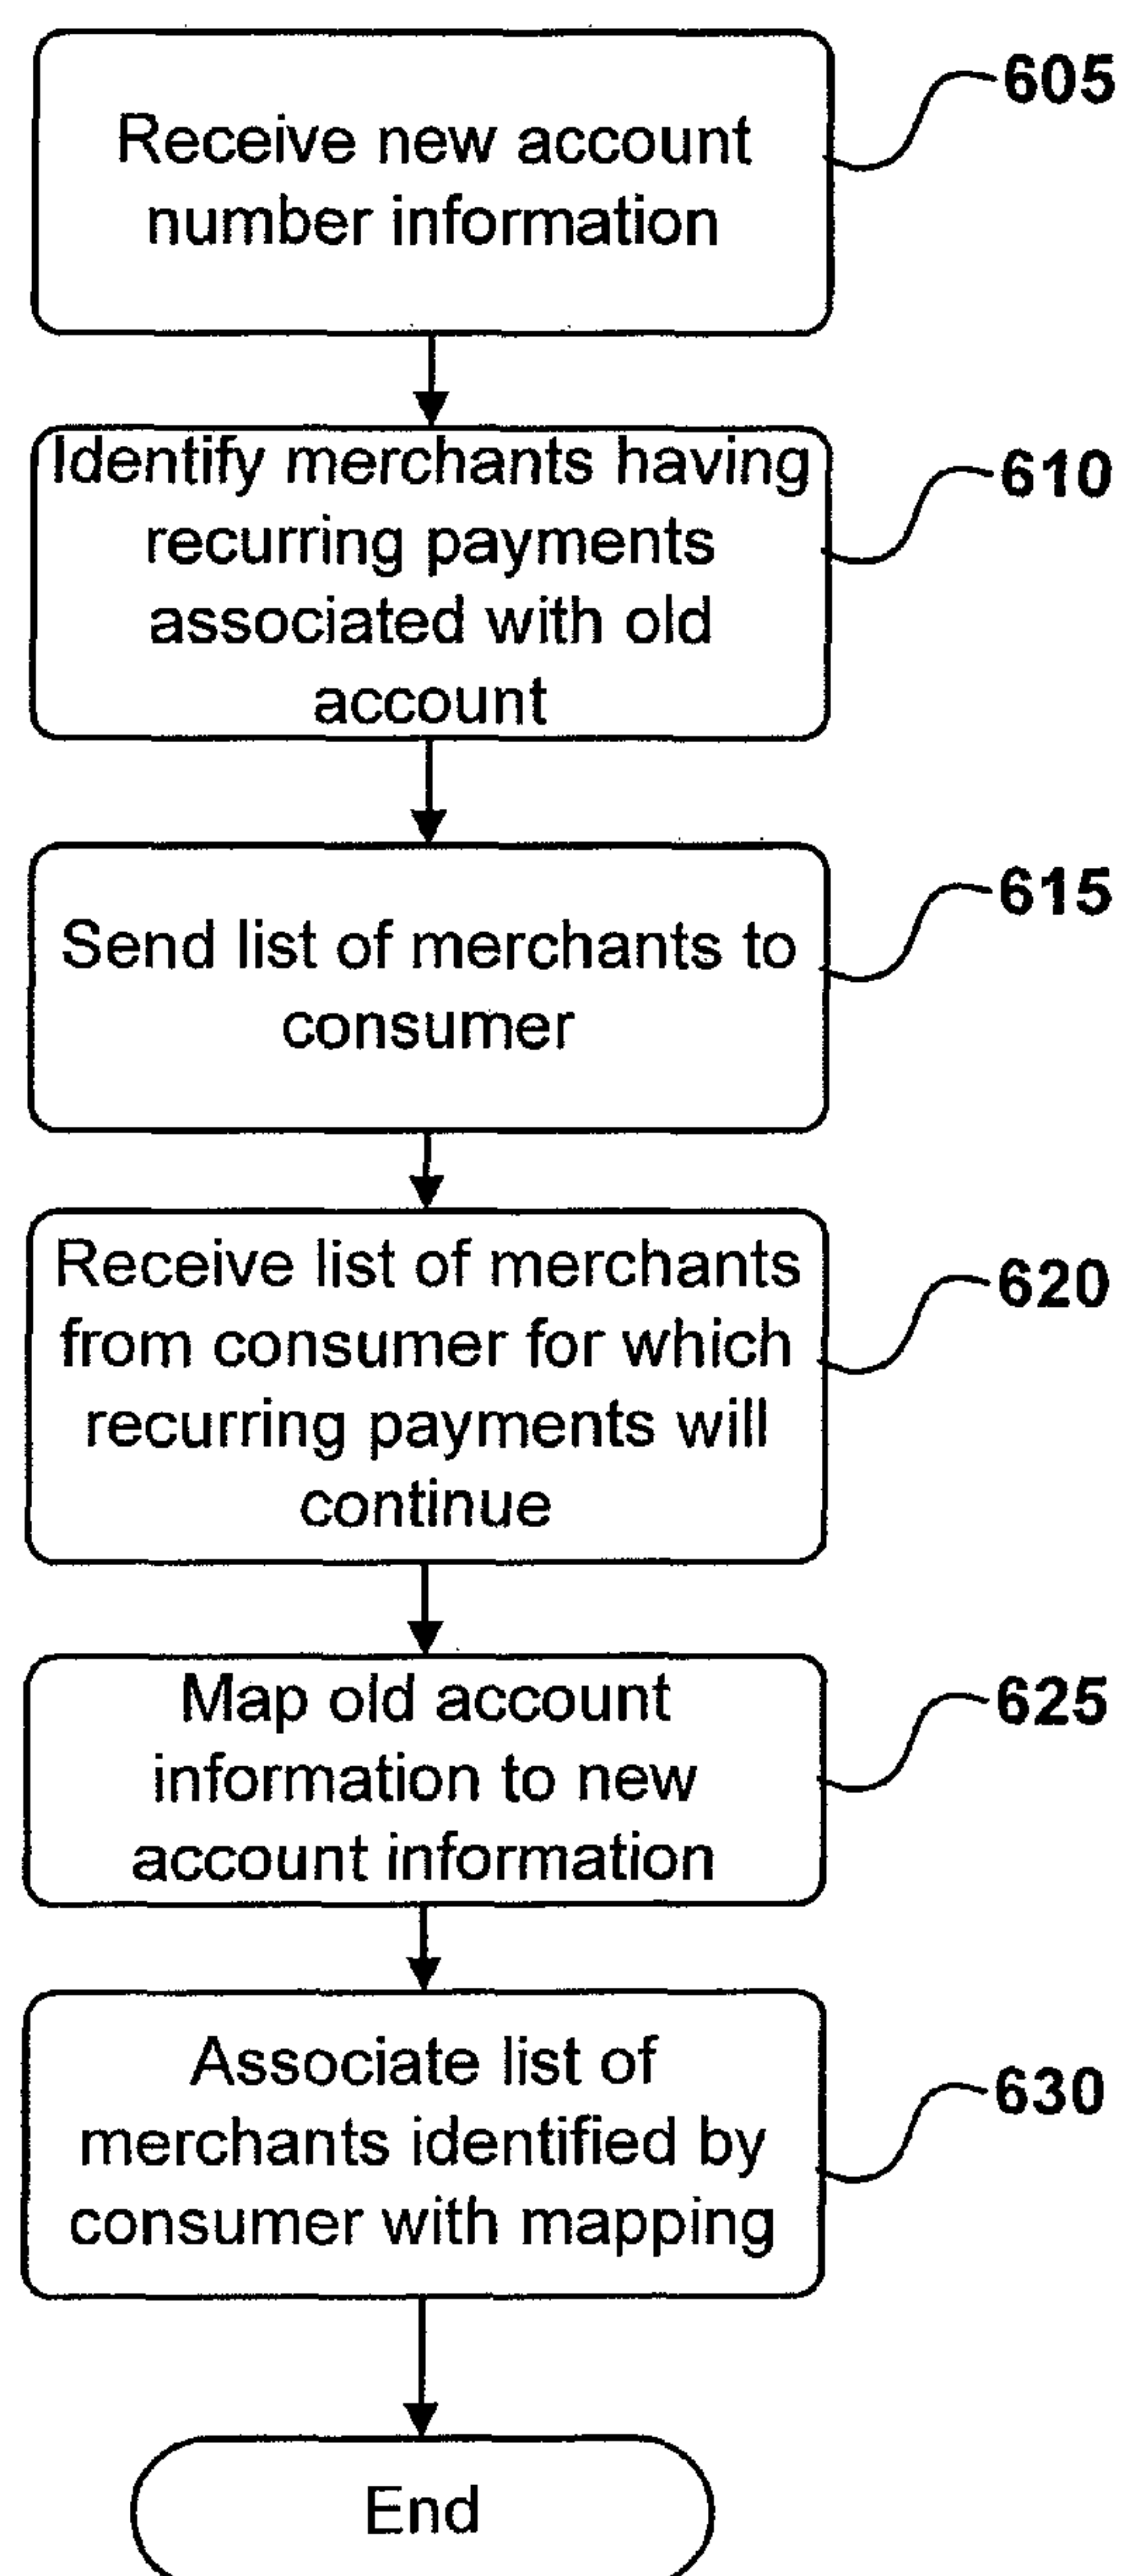 Receive new account
number information
605
Identify merchants having
recurring payments
associated with old
account
610
Send list of merchants to
consumer
615
Receive list of merchants
from consumer for which
recurring payments will
continue
620
Map old account
information to new
account information
625
Associate list of
merchants identified by
consumer with mapping
630
End